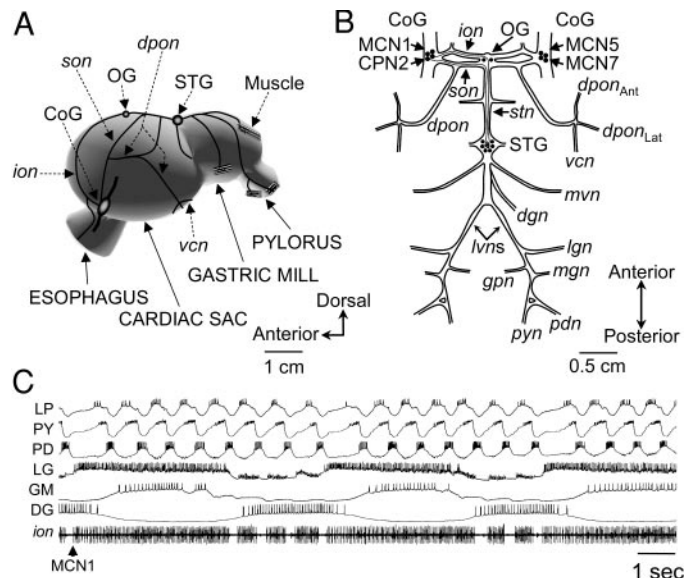 A
dpon
son
OG
STG
Muscle
CoG
ion
vcn
PYLORUS
GASTRIC MILL
ESOPHAGUS
CARDIAC SAC
Dorsal
Anterior
1 cm
B
CoG
ion
OG
CoG
MCN1
MCN5
CPN2
MCN7
son
dponAnt
stn
dpon
dponLat
STG
vcn
mvn
dgn
lvns
lgn
gpn
mgn
Anterior
Posterior
pyn
pdn
0.5 cm
C
LP
PY
PD
LG
GM
DG
ion
MCN1
1 sec